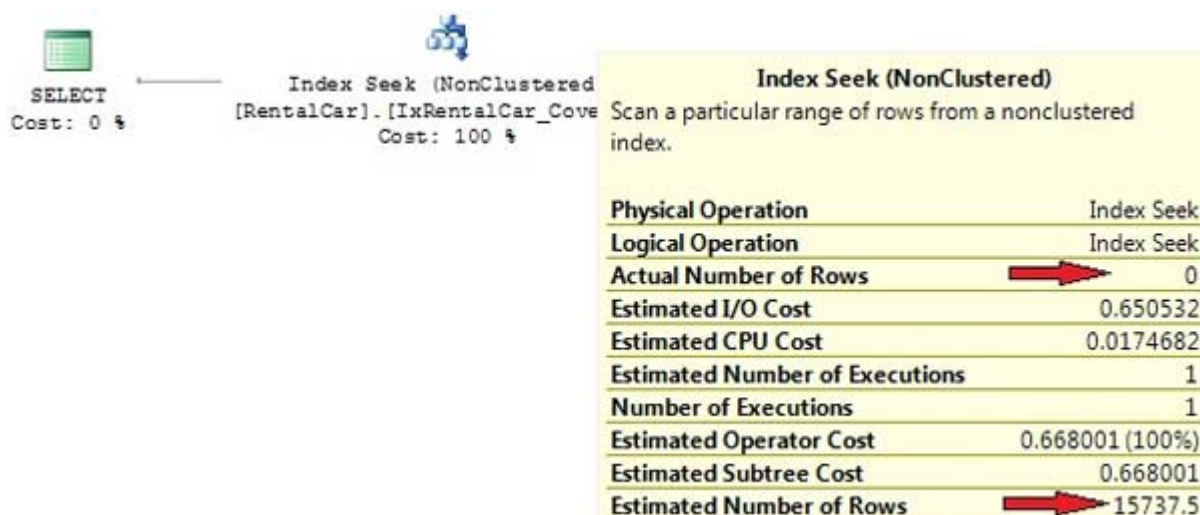 SELECT
Cost: 0 %
Index Seek (NonClustered
[RentalCar].[IxRentalCar_Cove
Cost: 100 %
Index Seek (NonClustered)
Scan a particular range of rows from a nonclustered
index.
Physical Operation Index Seek
Logical Operation Index Seek
Actual Number of Rows 0
Estimated I/O Cost 0.650532
Estimated CPU Cost 0.0174682
Estimated Number of Executions 1
Number of Executions 1
Estimated Operator Cost 0.668001 (100%)
Estimated Subtree Cost 0.668001
Estimated Number of Rows 15737.5